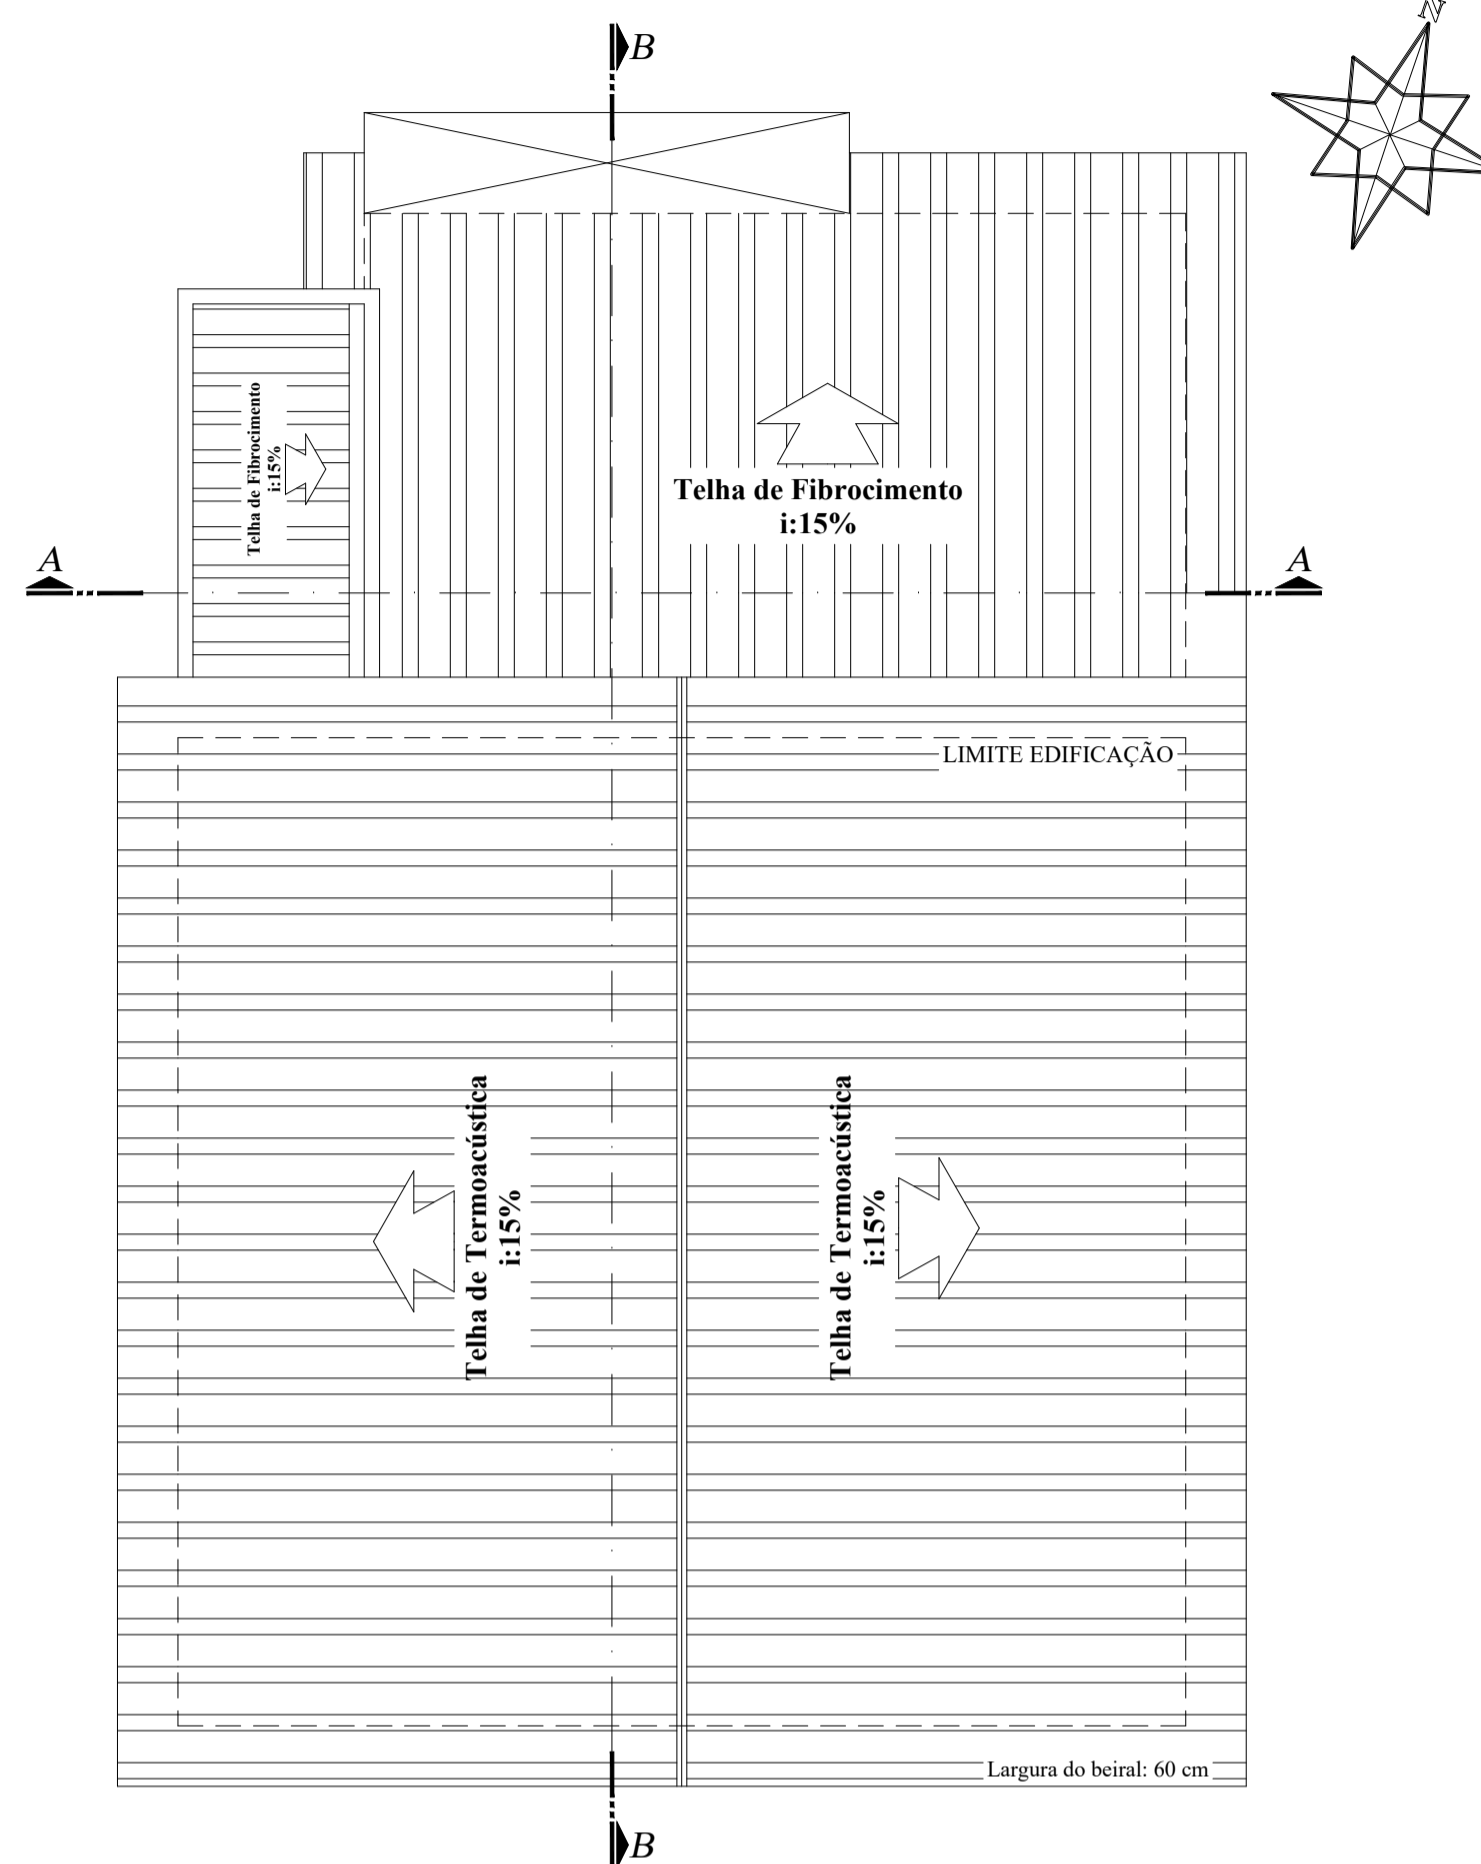 N
B
Telha de Fibrocimento
i:15%
Telha de Fibrocimento
i:15%
A
A
LIMITE EDIFICAÇÃO
Telha de Termoacústica
i:15%
Telha de Termoacústica
i:15%
Largura do beiral: 60 cm
B